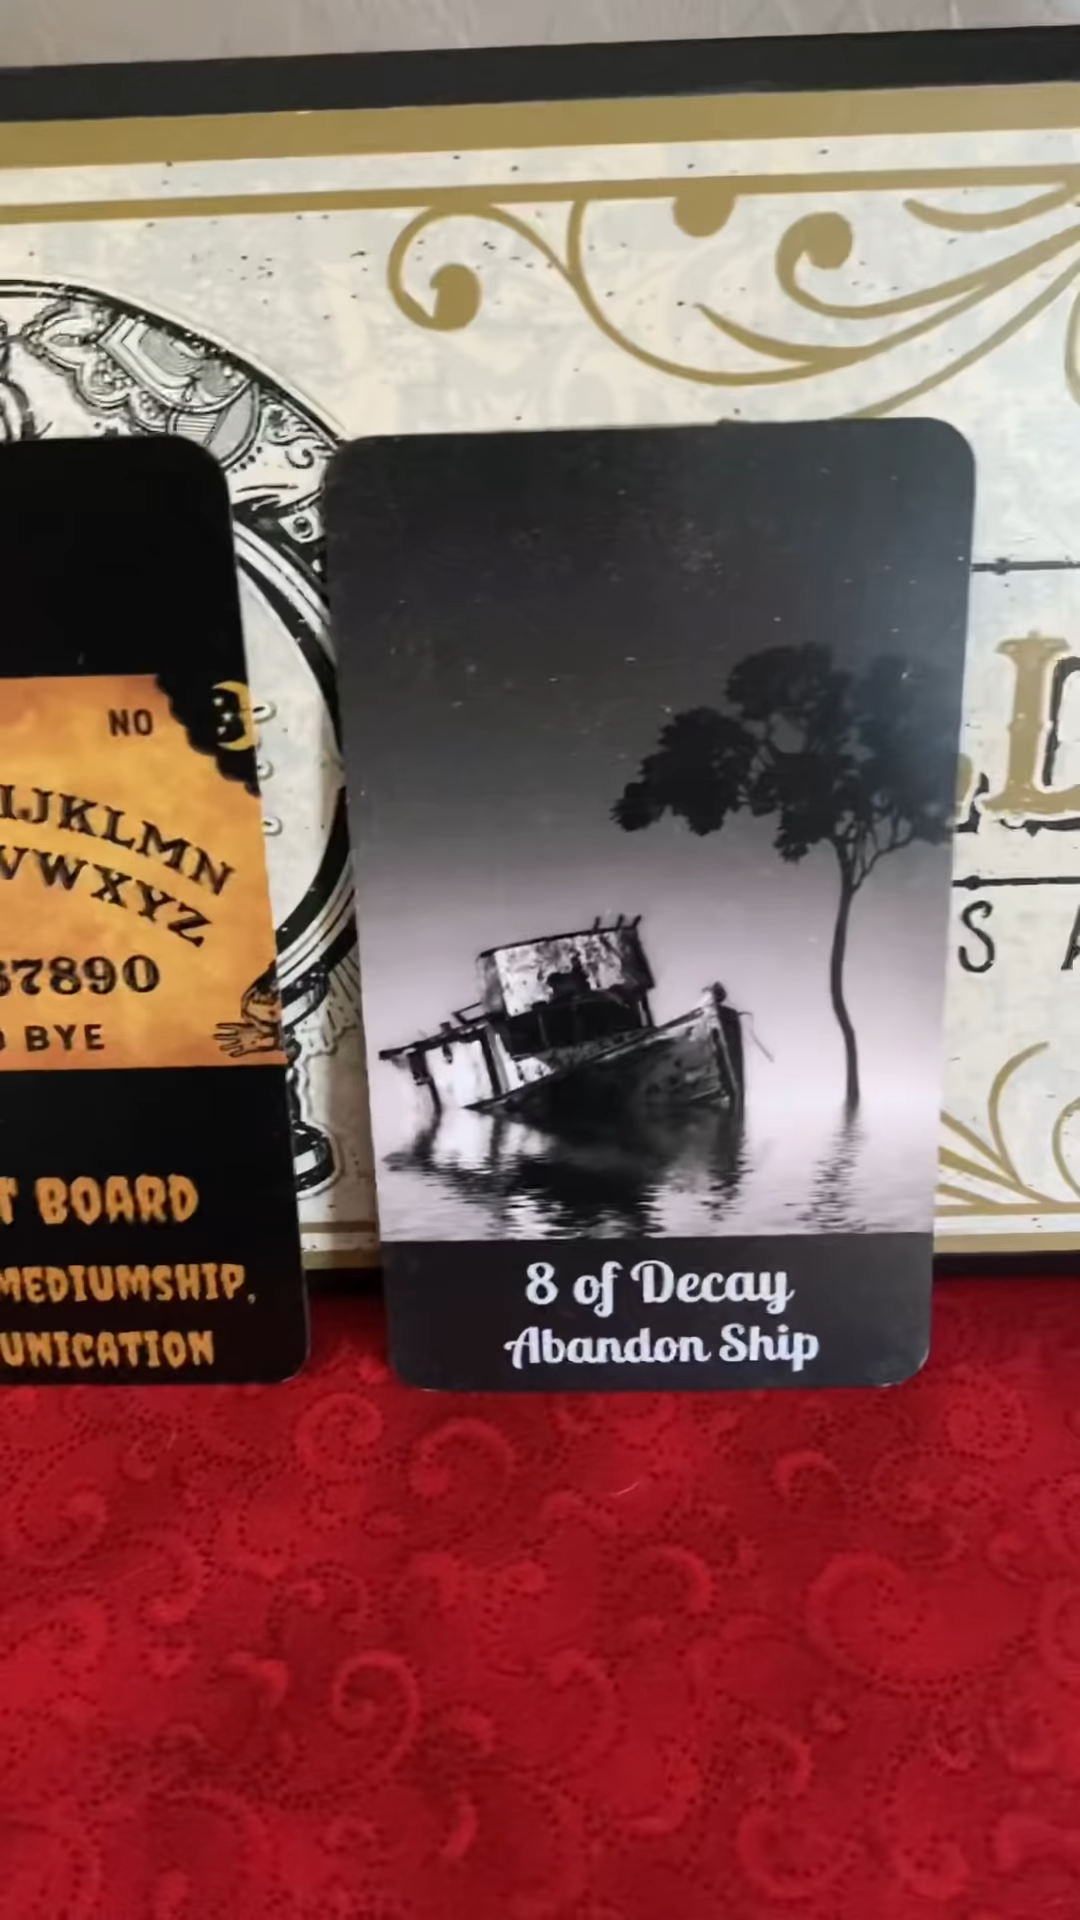 NO
IJKLMN
VWXYZ
67890
BYE
T BOARD
MEDIUMSHIP,
UNICATION
8 of Decay
Abandon Ship
S A